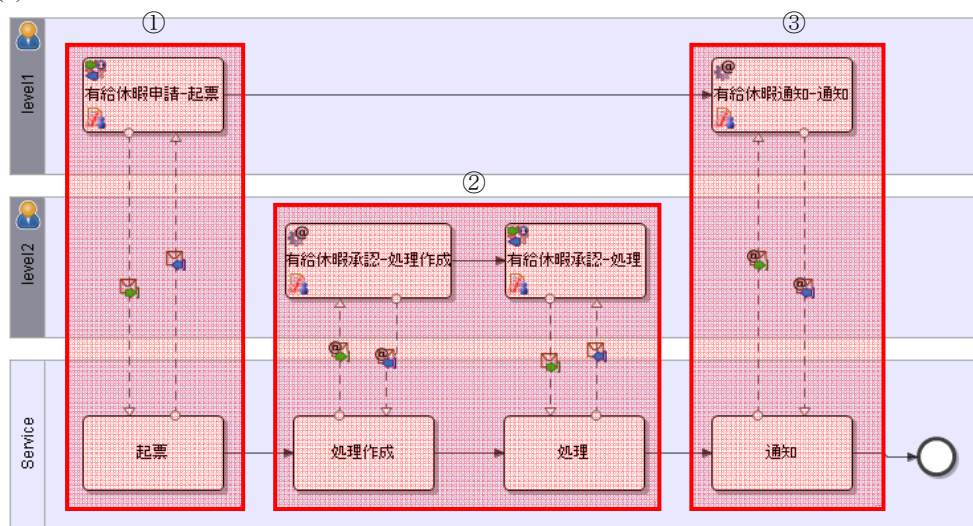 ①
③
level1
有給休暇申請-起票
有給休暇通知-通知
②
level2
有給休暇承認-処理作成
有給休暇承認-処理
Service
起票
処理作成
処理
通知